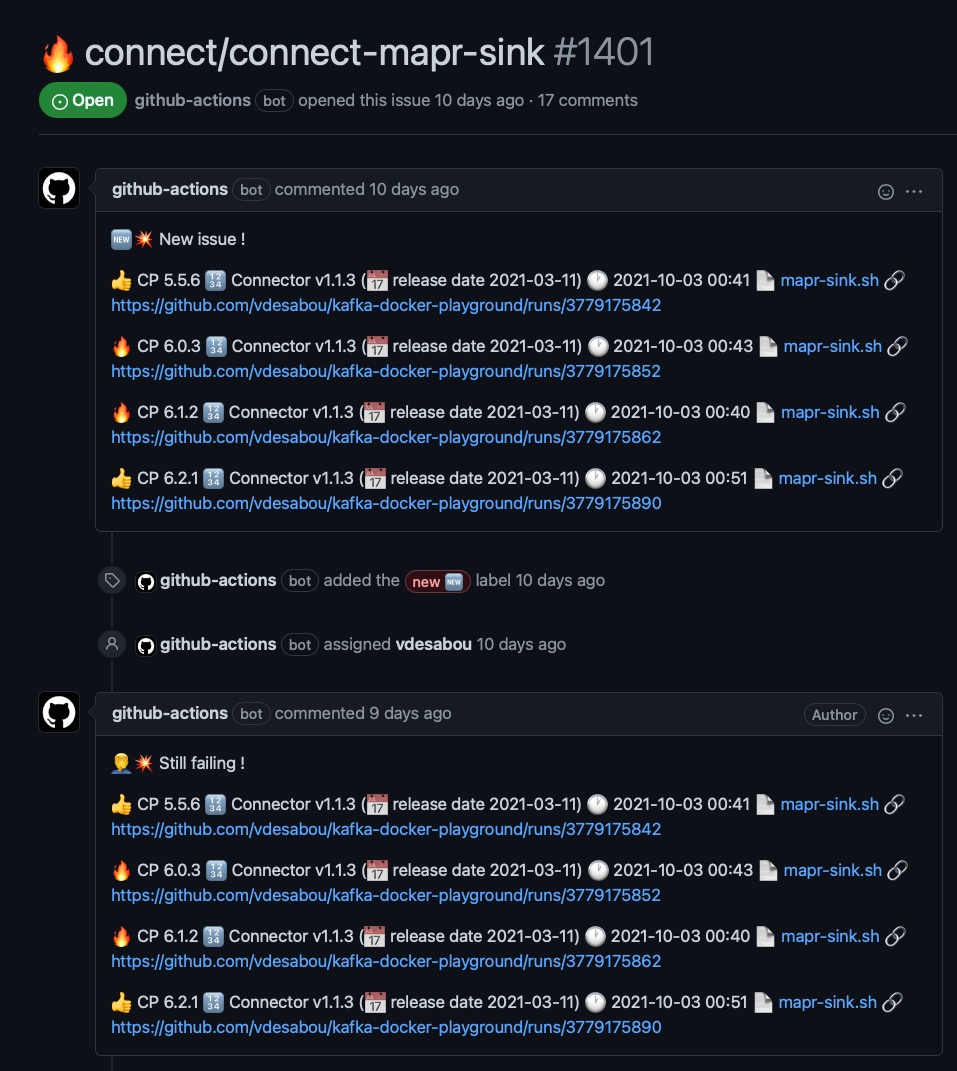 🔥 connect/connect-mapr-sink #1401
Open github-actions bot opened this issue 10 days ago · 17 comments
github-actions bot commented 10 days ago
🆕💥 New issue !
👍 CP 5.5.6 🔢 Connector v1.1.3 (📅 release date 2021-03-11) 🕐 2021-10-03 00:41 📄 mapr-sink.sh 🔗
https://github.com/vdesabou/kafka-docker-playground/runs/3779175842
🔥 CP 6.0.3 🔢 Connector v1.1.3 (📅 release date 2021-03-11) 🕐 2021-10-03 00:43 📄 mapr-sink.sh 🔗
https://github.com/vdesabou/kafka-docker-playground/runs/3779175852
🔥 CP 6.1.2 🔢 Connector v1.1.3 (📅 release date 2021-03-11) 🕐 2021-10-03 00:40 📄 mapr-sink.sh 🔗
https://github.com/vdesabou/kafka-docker-playground/runs/3779175862
👍 CP 6.2.1 🔢 Connector v1.1.3 (📅 release date 2021-03-11) 🕐 2021-10-03 00:51 📄 mapr-sink.sh 🔗
https://github.com/vdesabou/kafka-docker-playground/runs/3779175890
github-actions bot added the new 🆕 label 10 days ago
github-actions bot assigned vdesabou 10 days ago
github-actions bot commented 9 days ago Author
🤦‍♂️💥 Still failing !
👍 CP 5.5.6 🔢 Connector v1.1.3 (📅 release date 2021-03-11) 🕐 2021-10-03 00:41 📄 mapr-sink.sh 🔗
https://github.com/vdesabou/kafka-docker-playground/runs/3779175842
🔥 CP 6.0.3 🔢 Connector v1.1.3 (📅 release date 2021-03-11) 🕐 2021-10-03 00:43 📄 mapr-sink.sh 🔗
https://github.com/vdesabou/kafka-docker-playground/runs/3779175852
🔥 CP 6.1.2 🔢 Connector v1.1.3 (📅 release date 2021-03-11) 🕐 2021-10-03 00:40 📄 mapr-sink.sh 🔗
https://github.com/vdesabou/kafka-docker-playground/runs/3779175862
👍 CP 6.2.1 🔢 Connector v1.1.3 (📅 release date 2021-03-11) 🕐 2021-10-03 00:51 📄 mapr-sink.sh 🔗
https://github.com/vdesabou/kafka-docker-playground/runs/3779175890